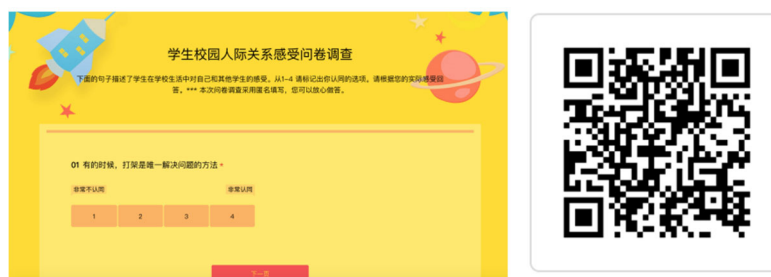 学生校园人际关系感受问卷调查
下面的句子描述了学生在学校生活中对自己和其他学生的感受。从1-4 请标记出你认同的选项。请根据您的实际感受回
答。*** 本次问卷调查采用匿名填写，您可以放心做答。
01 有的时候，打架是唯一解决问题的方法 *
非常不认同 非常认同
1 2 3 4
下一页